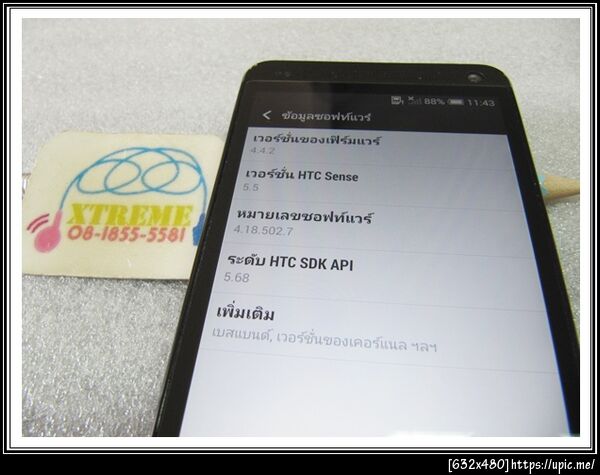 88% 11:43
ข้อมูลซอฟท์แวร์
เวอร์ชั่นของเฟิร์มแวร์
4.4.2
เวอร์ชั่น HTC Sense
5.5
หมายเลขซอฟท์แวร์
4.18.502.7
ระดับ HTC SDK API
5.68
เพิ่มเติม
เบสแบนด์, เวอร์ชั่นของเคอร์แนล ฯลฯ
XTREME
08-1855-5581
[632x480]https://upic.me/